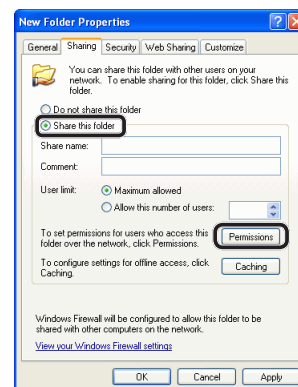 New Folder Properties
General Sharing Security Web Sharing Customize
You can share this folder with other users on your
network. To enable sharing for this folder, click Share this
folder.
Do not share this folder
Share this folder
Share name:
Comment:
User limit: Maximum allowed
Allow this number of users:
To set permissions for users who access this
folder over the network, click Permissions.
Permissions
To configure settings for offline access, click
Caching.
Caching
Windows Firewall will be configured to allow this folder to be
shared with other computers on the network.
View your Windows Firewall settings
OK Cancel Apply